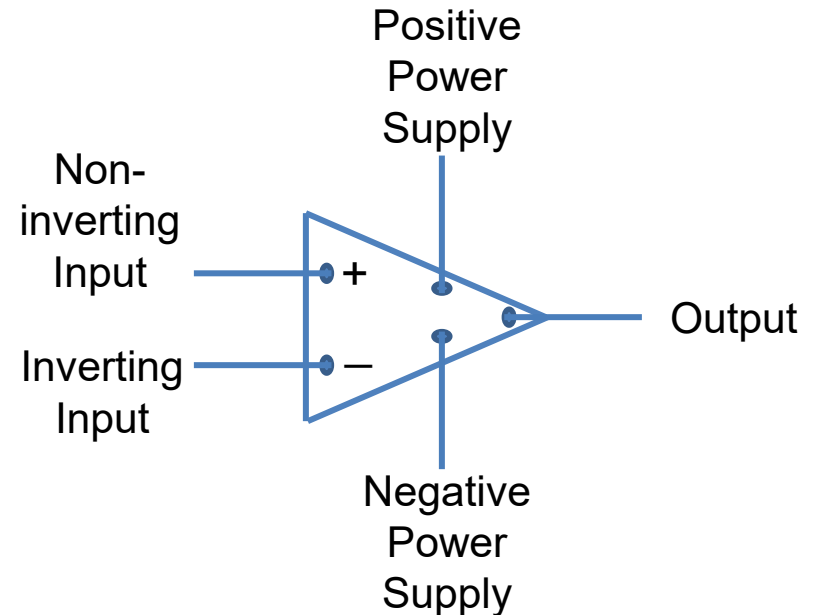 Positive
Power
Supply
Non-
inverting
Input
+
Inverting
Input
–
Output
Negative
Power
Supply